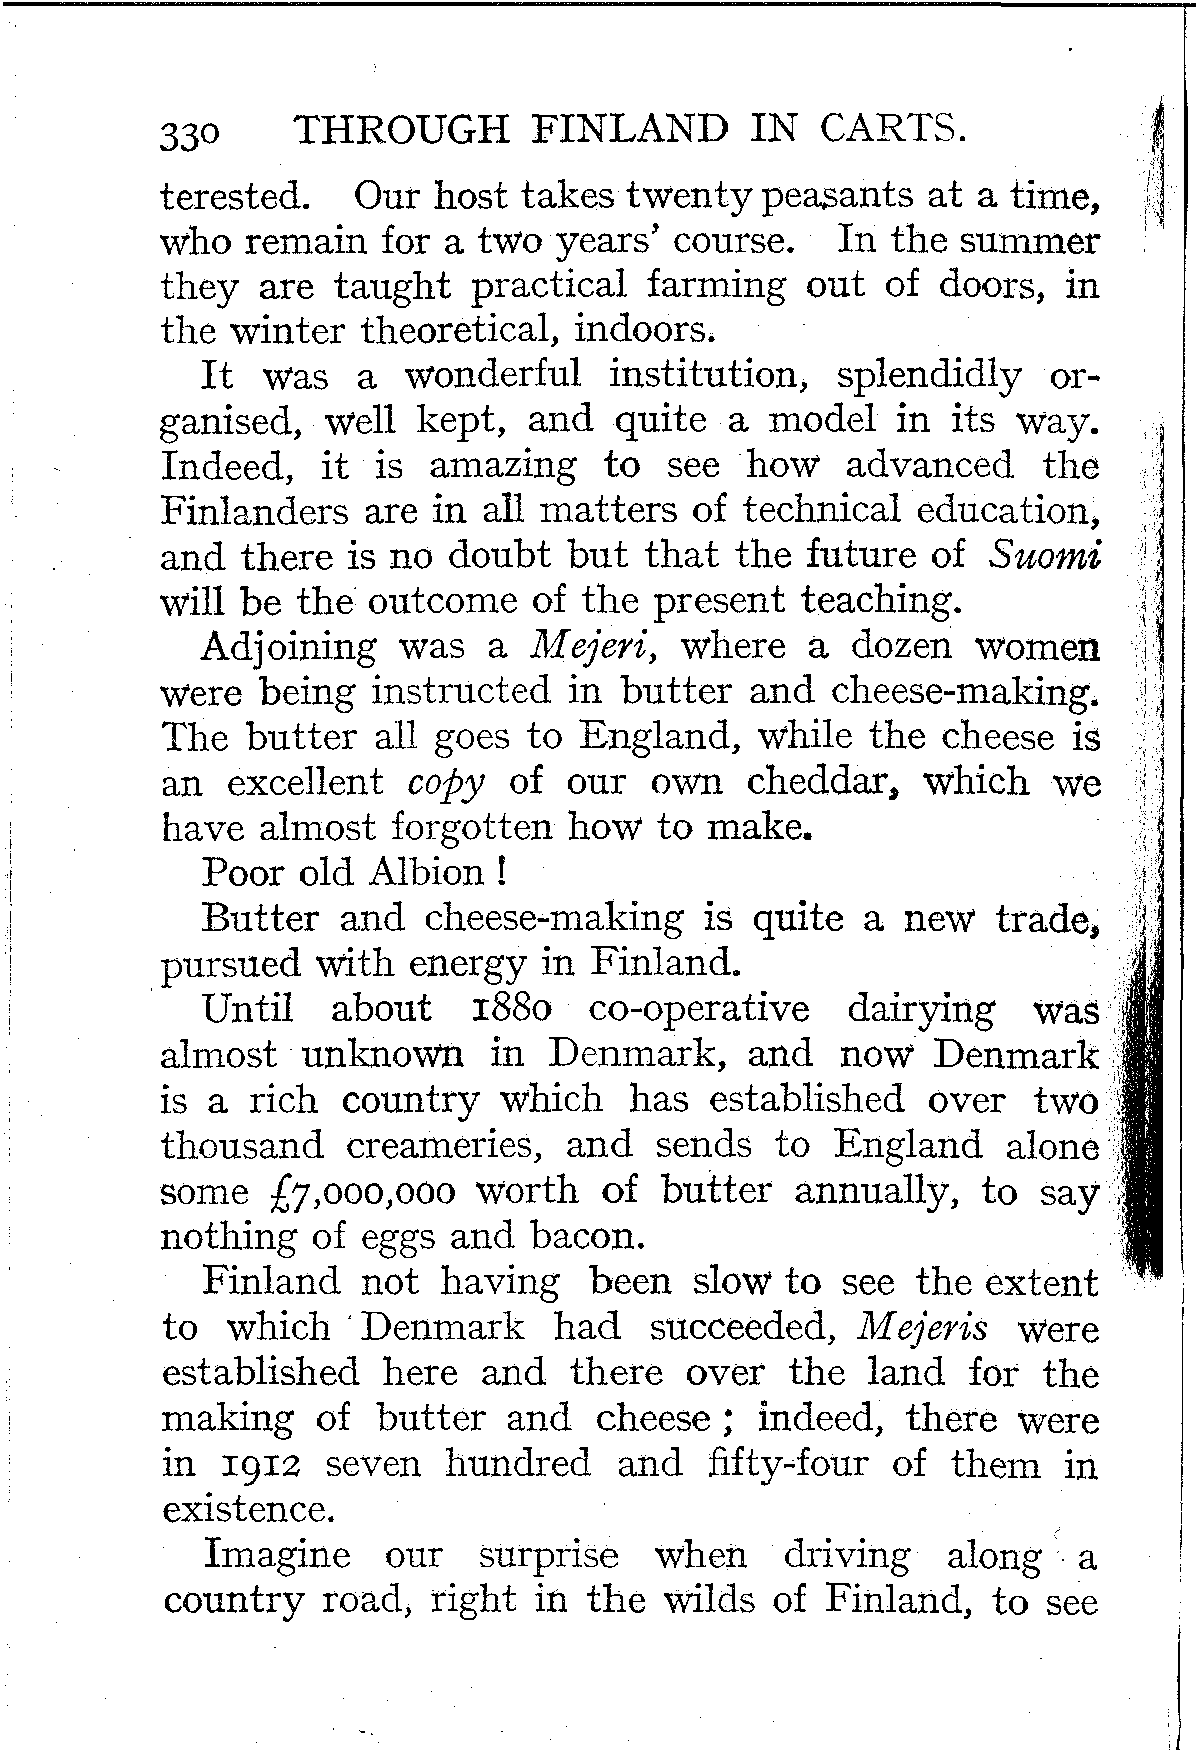 330 THROUGH FINLAND IN CARTS.
terested. Our host takes twenty peasants at a time,
who remain for a two years' course. In the summer
they are taught practical farming out of doors, in
the winter theoretical, indoors.
It was a wonderful institution, splendidly or-
ganised, well kept, and quite a model in its way.
Indeed, it is amazing to see how advanced the
Finlanders are in all matters of technical education,
and there is no doubt but that the future of Suomi
will be the outcome of the present teaching.
Adjoining was a Mejeri, where a dozen women
were being instructed in butter and cheese-making.
The butter all goes to England, while the cheese is
an excellent copy of our own cheddar, which we
have almost forgotten how to make.
Poor old Albion !
Butter and cheese-making is quite a new trade,
pursued with energy in Finland.
Until about 1880 co-operative dairying was
almost unknown in Denmark, and now Denmark
is a rich country which has established over two
thousand creameries, and sends to England alone
some £7,000,000 worth of butter annually, to say
nothing of eggs and bacon.
Finland not having been slow to see the extent
to which Denmark had succeeded, Mejeris were
established here and there over the land for the
making of butter and cheese ; indeed, there were
in 1912 seven hundred and fifty-four of them in
existence.
Imagine our surprise when driving along a
country road, right in the wilds of Finland, to see